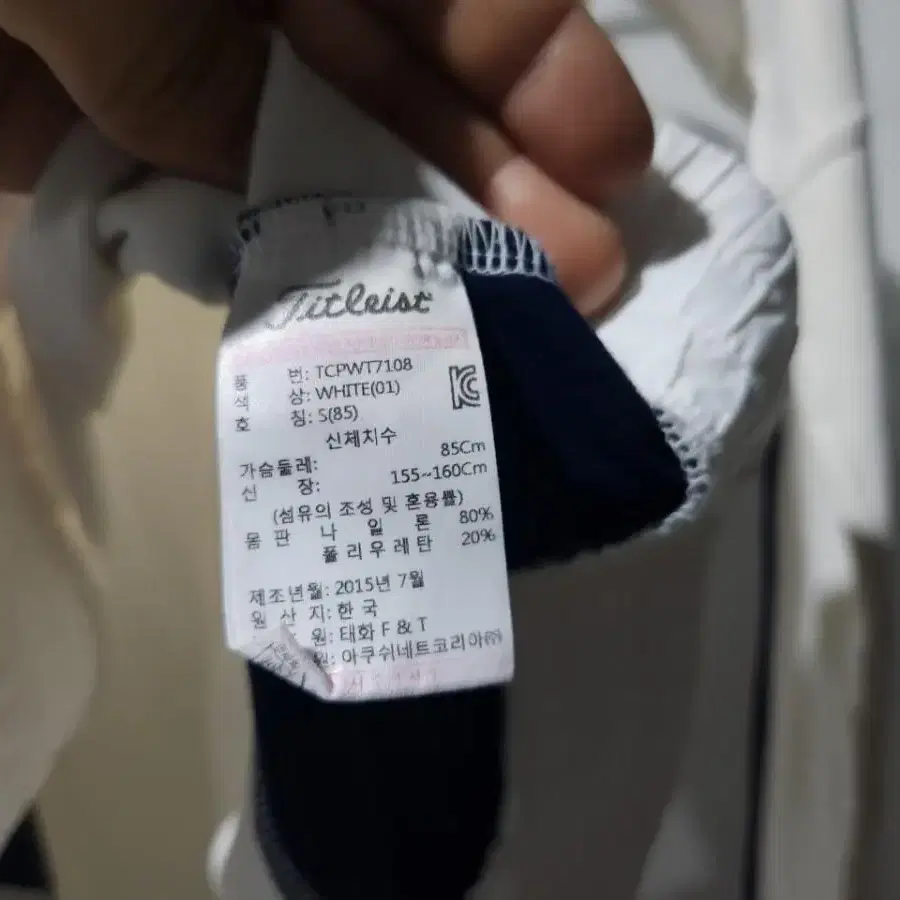 Titleist
품 번: TCPWT7108
색 상: WHITE(01)
호 칭: S(85)
신체치수
가슴둘레: 85Cm
신 장: 155~160Cm
(섬유의 조성 및 혼용률)
몸 판 나 일 론 80%
폴 리 우 레 탄 20%
제조년월: 2015년 7월
원 산 지: 한 국
원: 태화 F & T
원: 아쿠쉬네트코리아㈜